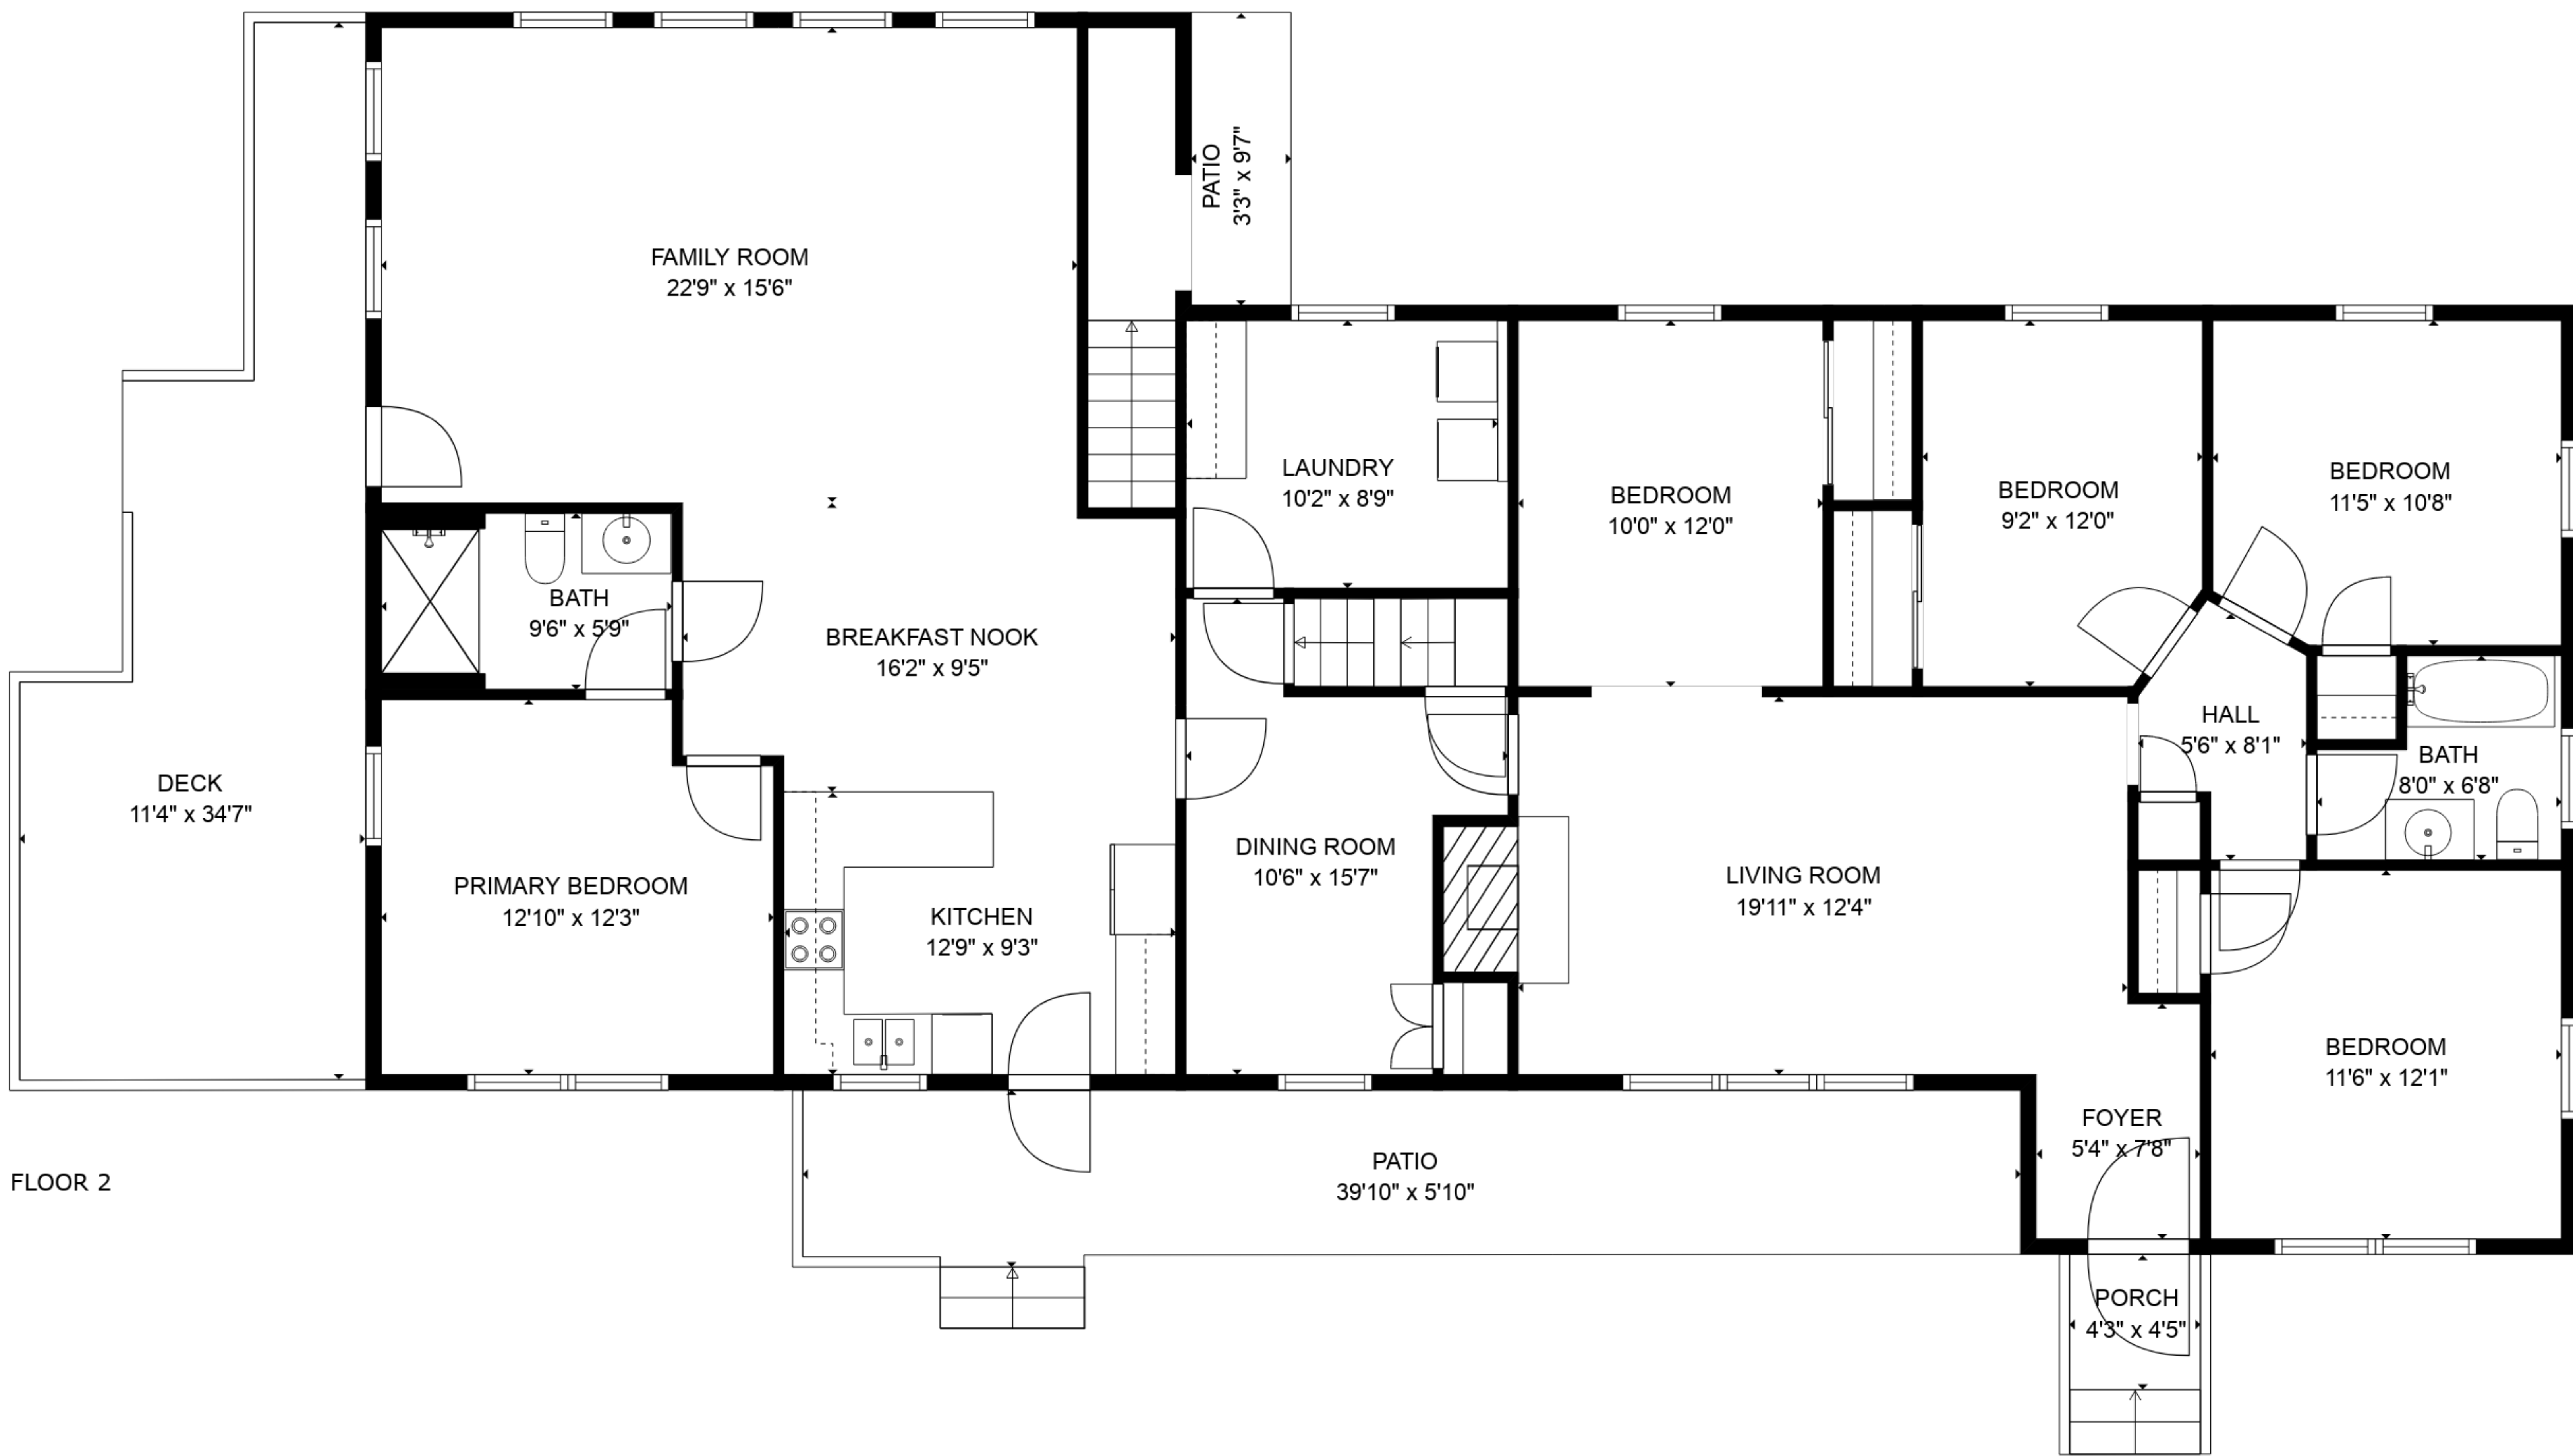 PATIO
3'3" x 9'7"
FAMILY ROOM
22'9" x 15'6"
LAUNDRY
10'2" x 8'9"
BEDROOM
10'0" x 12'0"
BEDROOM
9'2" x 12'0"
BEDROOM
11'5" x 10'8"
BATH
9'6" x 5'9"
BREAKFAST NOOK
16'2" x 9'5"
HALL
5'6" x 8'1"
BATH
8'0" x 6'8"
DECK
11'4" x 34'7"
PRIMARY BEDROOM
12'10" x 12'3"
KITCHEN
12'9" x 9'3"
DINING ROOM
10'6" x 15'7"
LIVING ROOM
19'11" x 12'4"
BEDROOM
11'6" x 12'1"
FOYER
5'4" x 7'8"
PATIO
39'10" x 5'10"
FLOOR 2
PORCH
4'3" x 4'5"